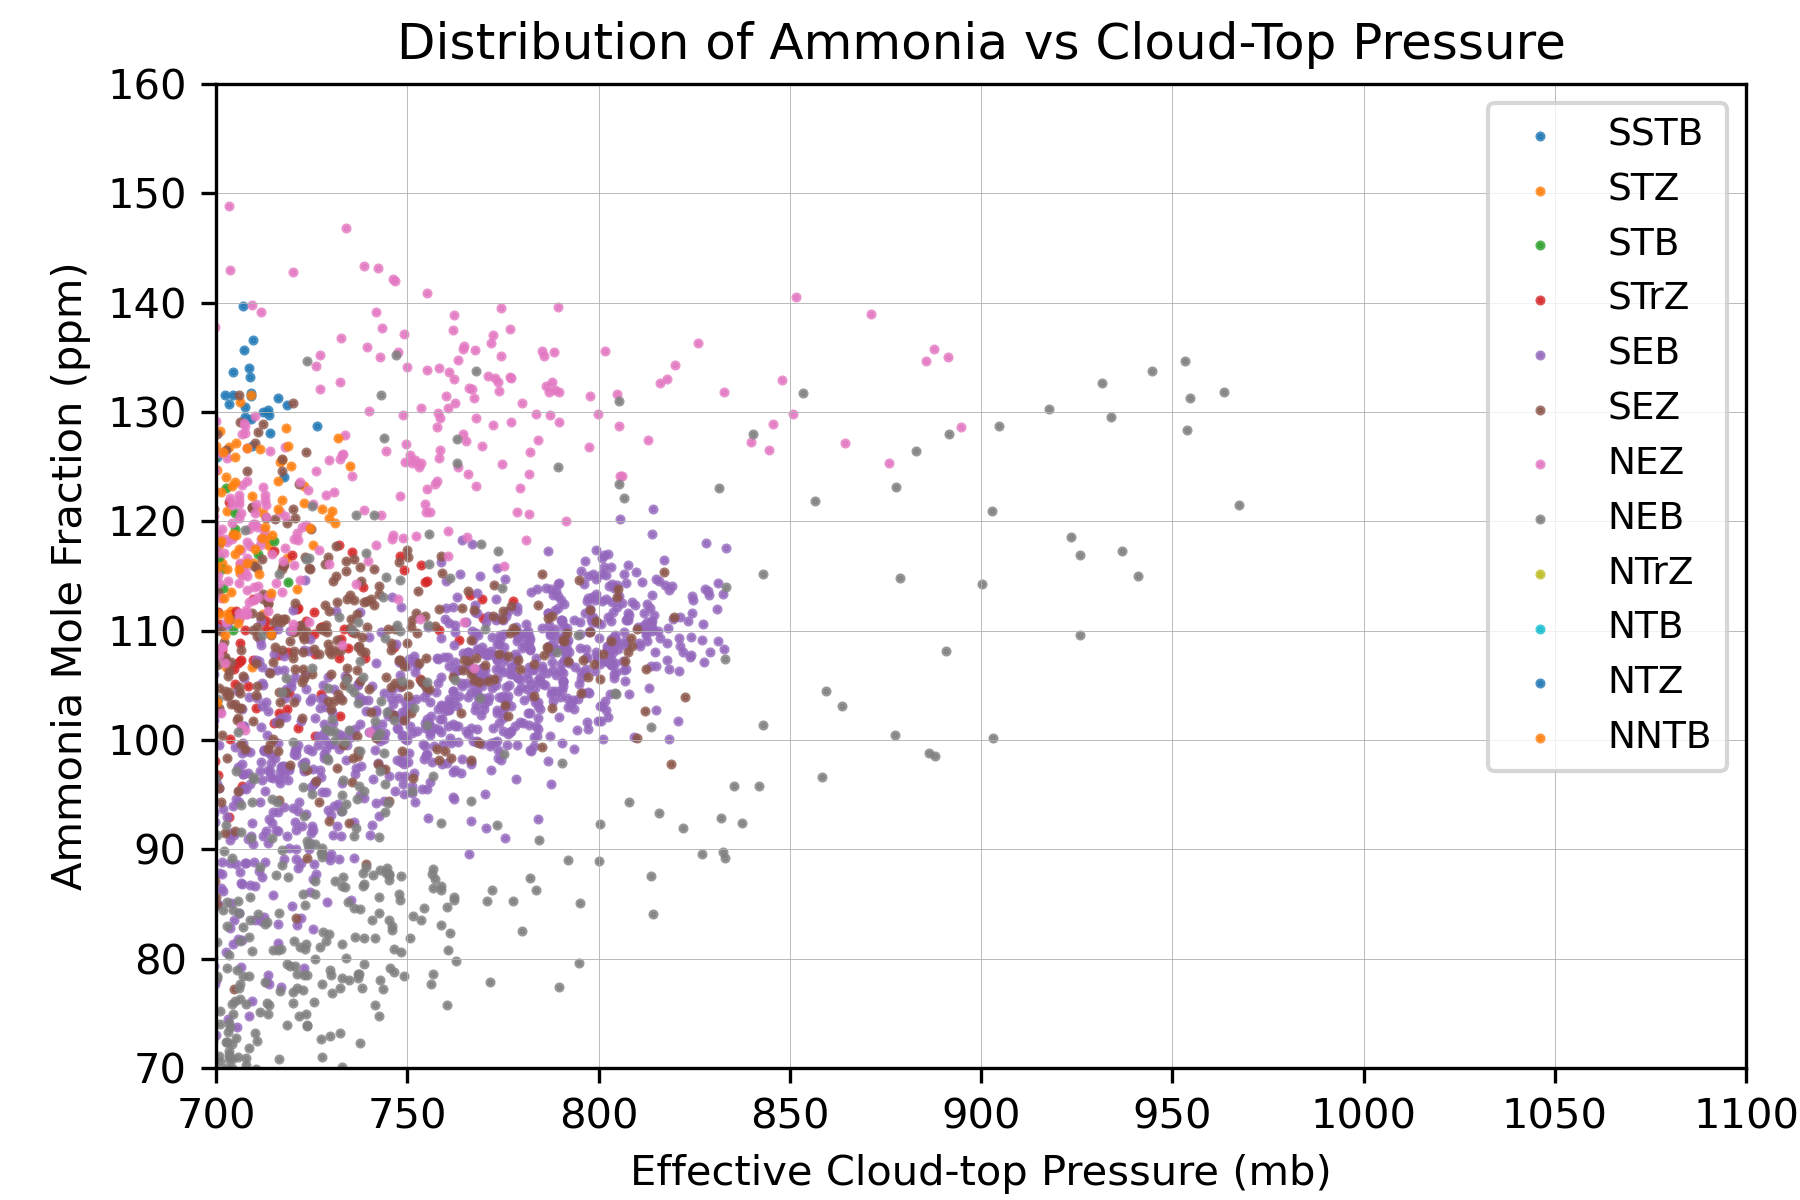 Distribution of Ammonia vs Cloud-Top Pressure
160
150
140
130
120
110
100
90
80
70
Ammonia Mole Fraction (ppm)
SSTB
STZ
STB
STrZ
SEB
SEZ
NEZ
NEB
NTrZ
NTB
NTZ
NNTB
700 750 800 850 900 950 1000 1050 1100
Effective Cloud-top Pressure (mb)